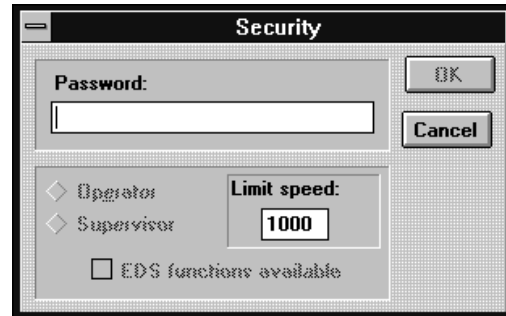 Security
Password:
OK
Cancel
Operator
Supervisor
Limit speed:
1000
EDS functions available